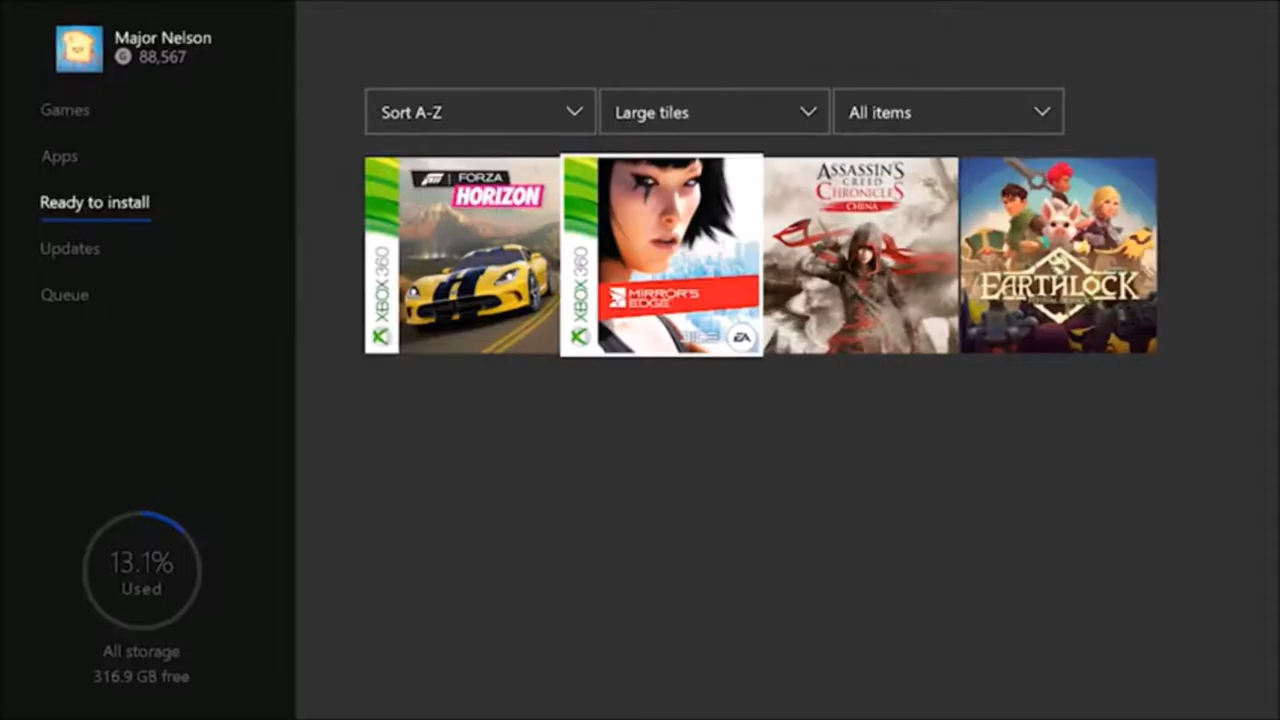 Major Nelson
G 88,567
Games
Apps
Ready to install
Updates
Queue
13.1%
Used
All storage
316.9 GB free
Sort A-Z
Large tiles
All items
XBOX 360
FORZA
HORIZON
XBOX 360
MIRROR'S
EDGE
EA
ASSASSIN'S
CREED
CHRONICLES
CHINA
EARTHLOCK